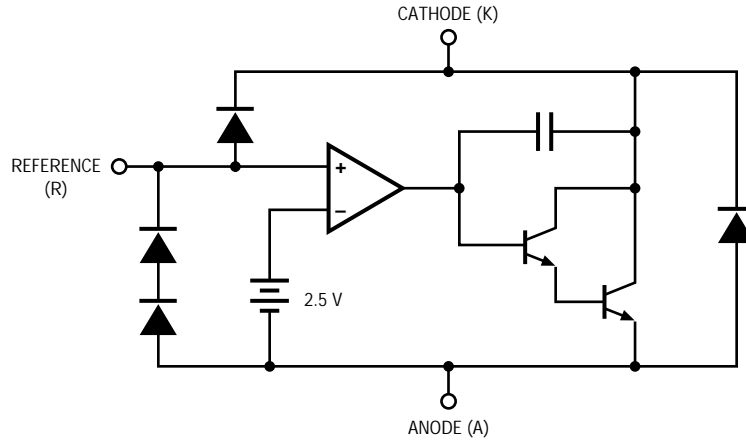 CATHODE (K)
REFERENCE
(R)
+
–
2.5 V
ANODE (A)